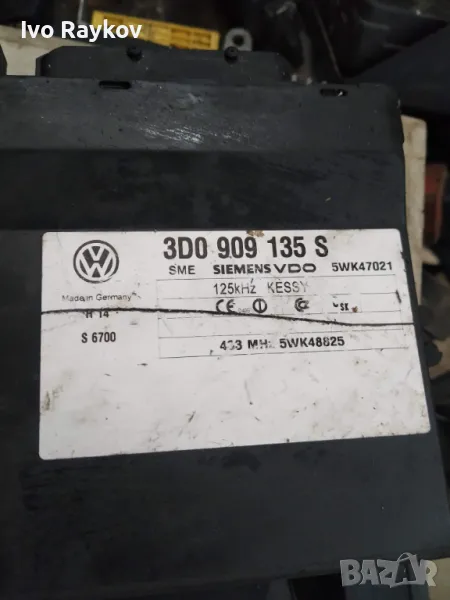 Ivo Raykov
3D0 909 135 S
SME SIEMENS VDO 5WK47021
125kHz KESSY
Made in Germany
H 14
S 6700
433 MHz 5WK48825
BAZAR